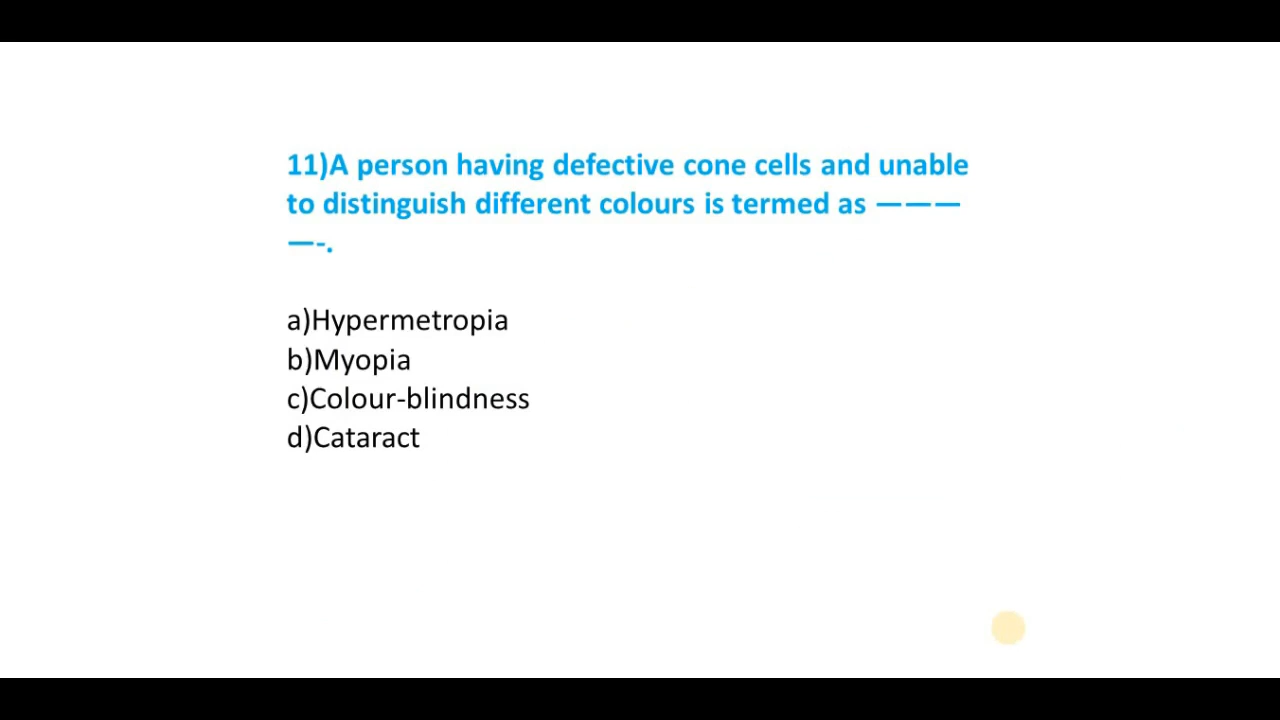 11)A person having defective cone cells and unable
to distinguish different colours is termed as ———
—-.
a)Hypermetropia
b)Myopia
c)Colour-blindness
d)Cataract